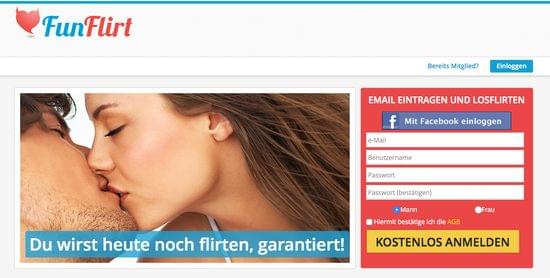 FunFlirt
Bereits Mitglied?
Einloggen
EMAIL EINTRAGEN UND LOSFLIRTEN
f Mit Facebook einloggen
e-Mail
Benutzername
Passwort
Passwort (bestätigen)
Mann Frau
Hiermit bestätige ich die AGB
KOSTENLOS ANMELDEN
Du wirst heute noch flirten, garantiert!